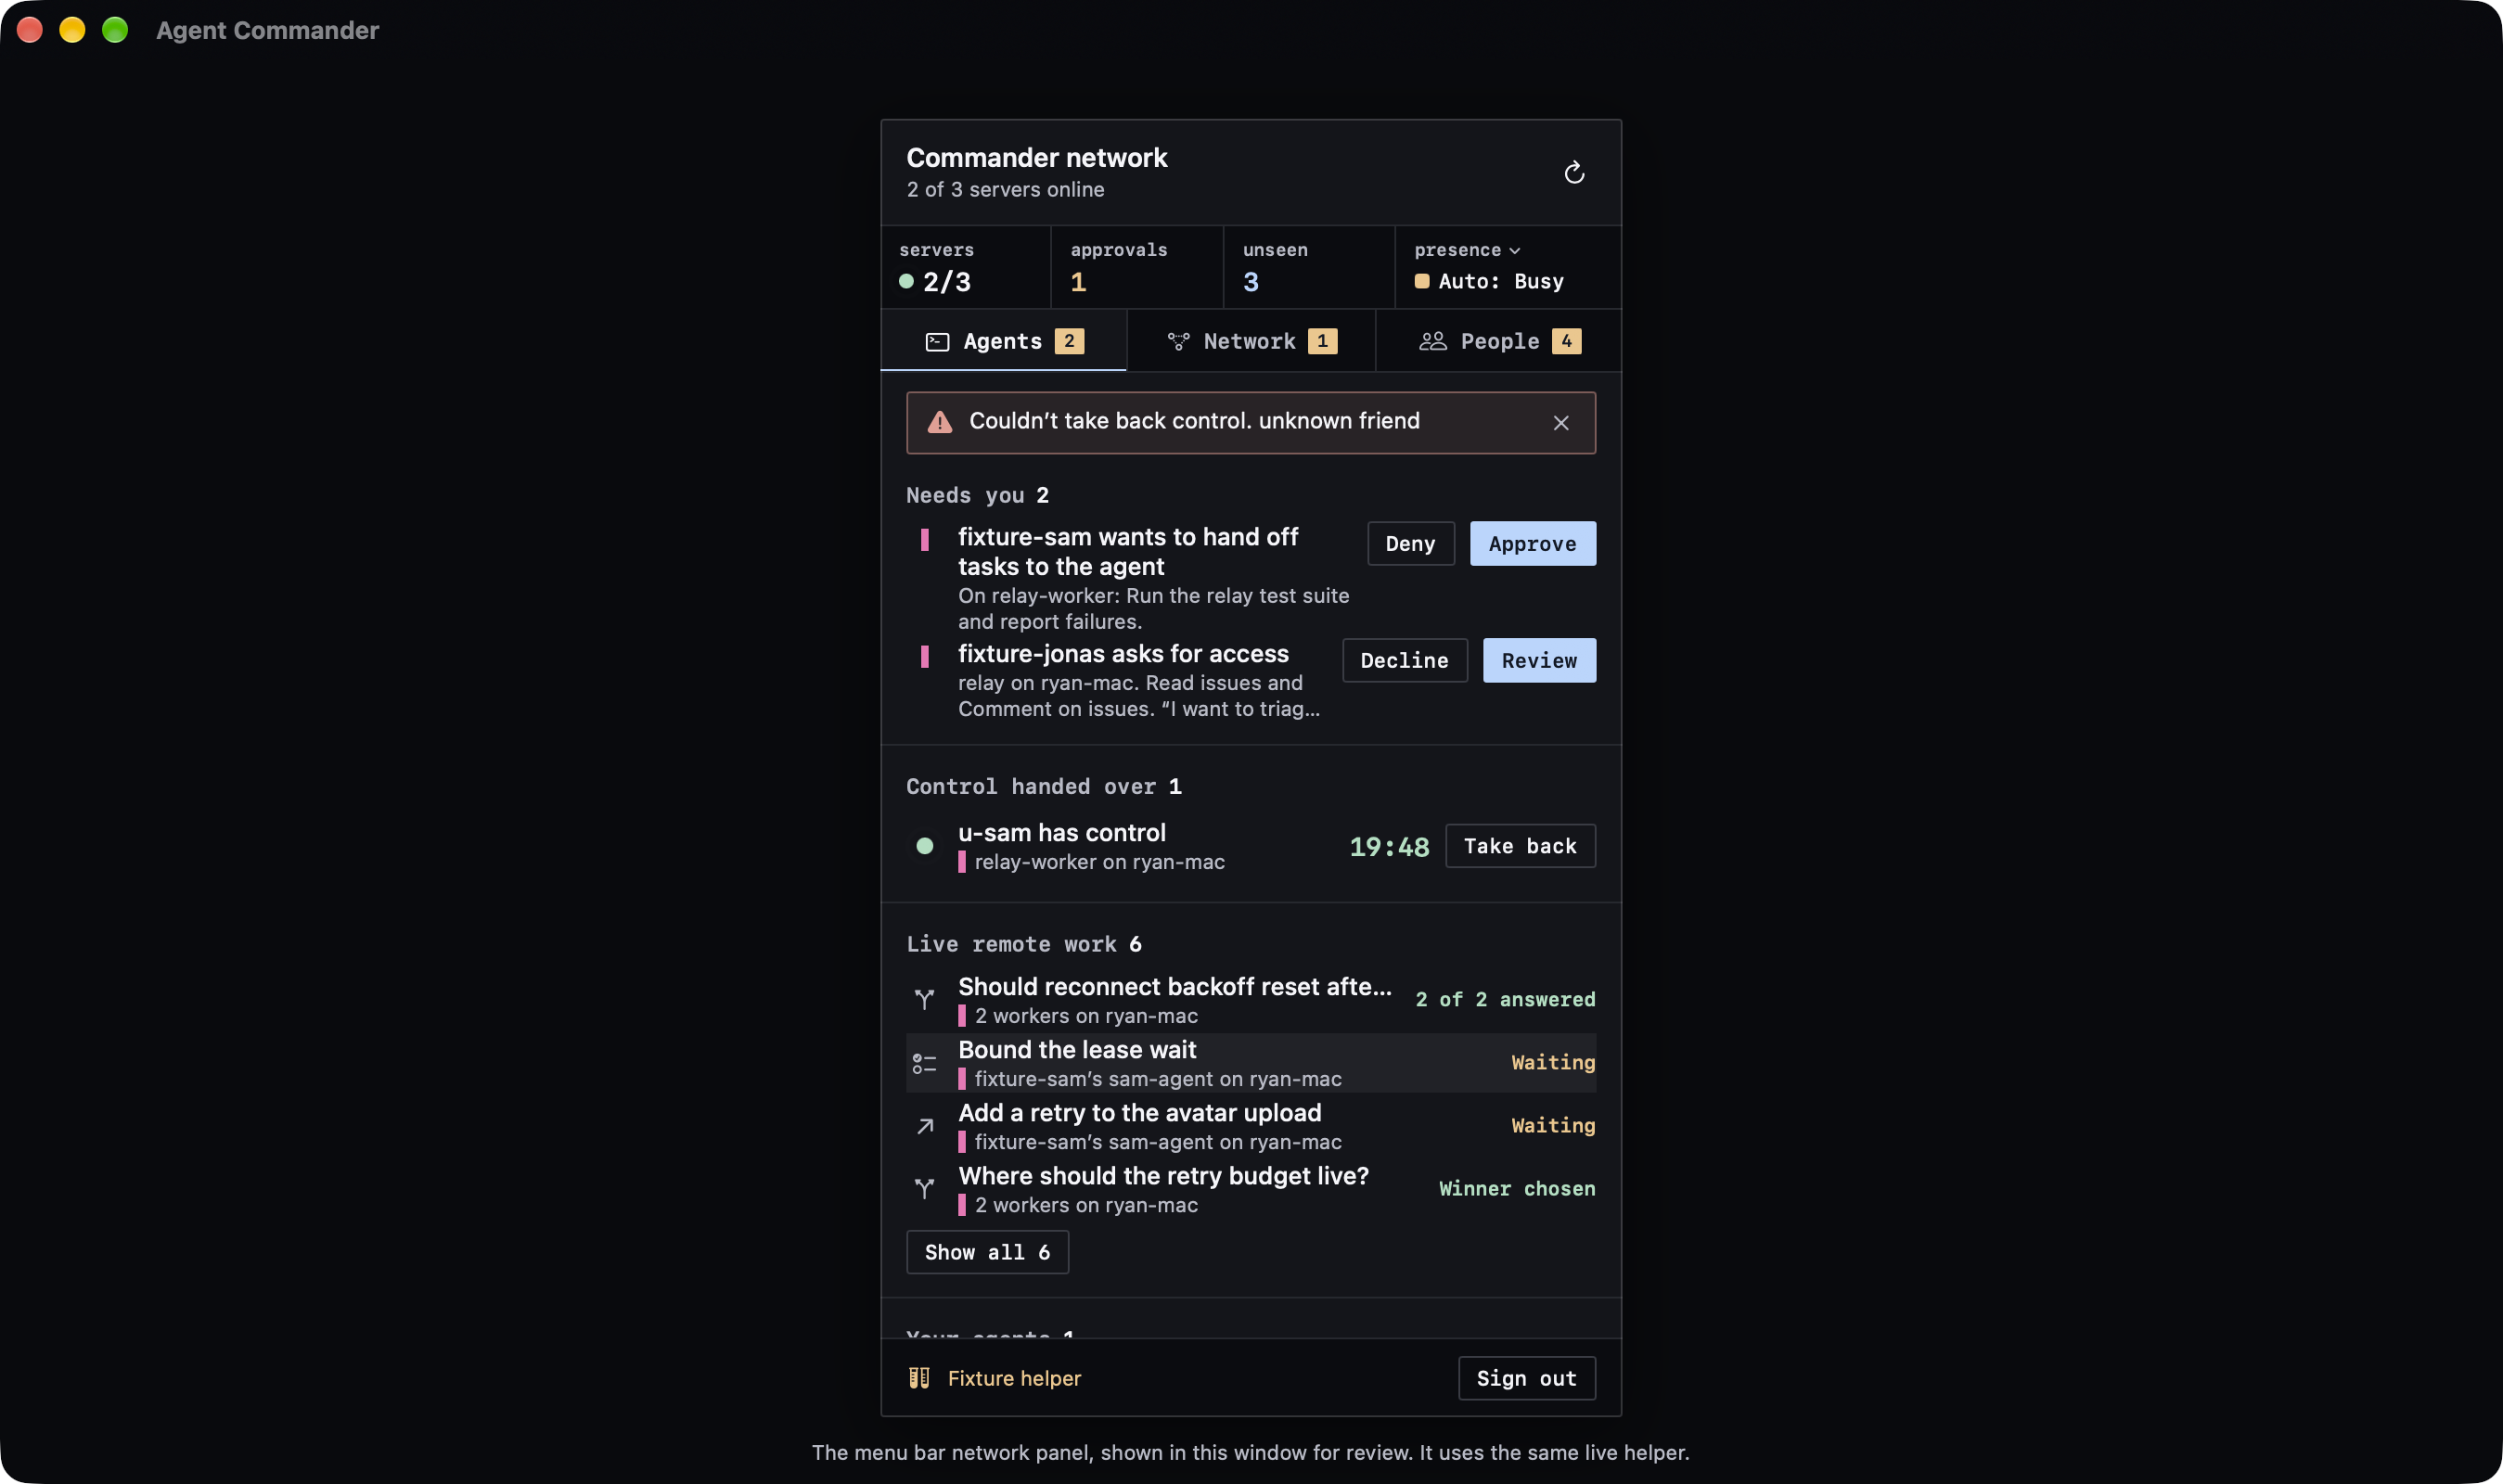 Agent Commander
Commander network
2 of 3 servers online
servers
2/3
approvals
1
unseen
3
presence
Auto: Busy
Agents 2
Network 1
People 4
Couldn’t take back control. unknown friend
Needs you 2
fixture-sam wants to hand off
tasks to the agent
On relay-worker: Run the relay test suite
and report failures.
Deny
Approve
fixture-jonas asks for access
relay on ryan-mac. Read issues and
Comment on issues. “I want to triag...
Decline
Review
Control handed over 1
u-sam has control
relay-worker on ryan-mac
19:48
Take back
Live remote work 6
Should reconnect backoff reset afte...
2 workers on ryan-mac
2 of 2 answered
Bound the lease wait
fixture-sam’s sam-agent on ryan-mac
Waiting
Add a retry to the avatar upload
fixture-sam’s sam-agent on ryan-mac
Waiting
Where should the retry budget live?
2 workers on ryan-mac
Winner chosen
Show all 6
Your agents 1
Fixture helper
Sign out
The menu bar network panel, shown in this window for review. It uses the same live helper.